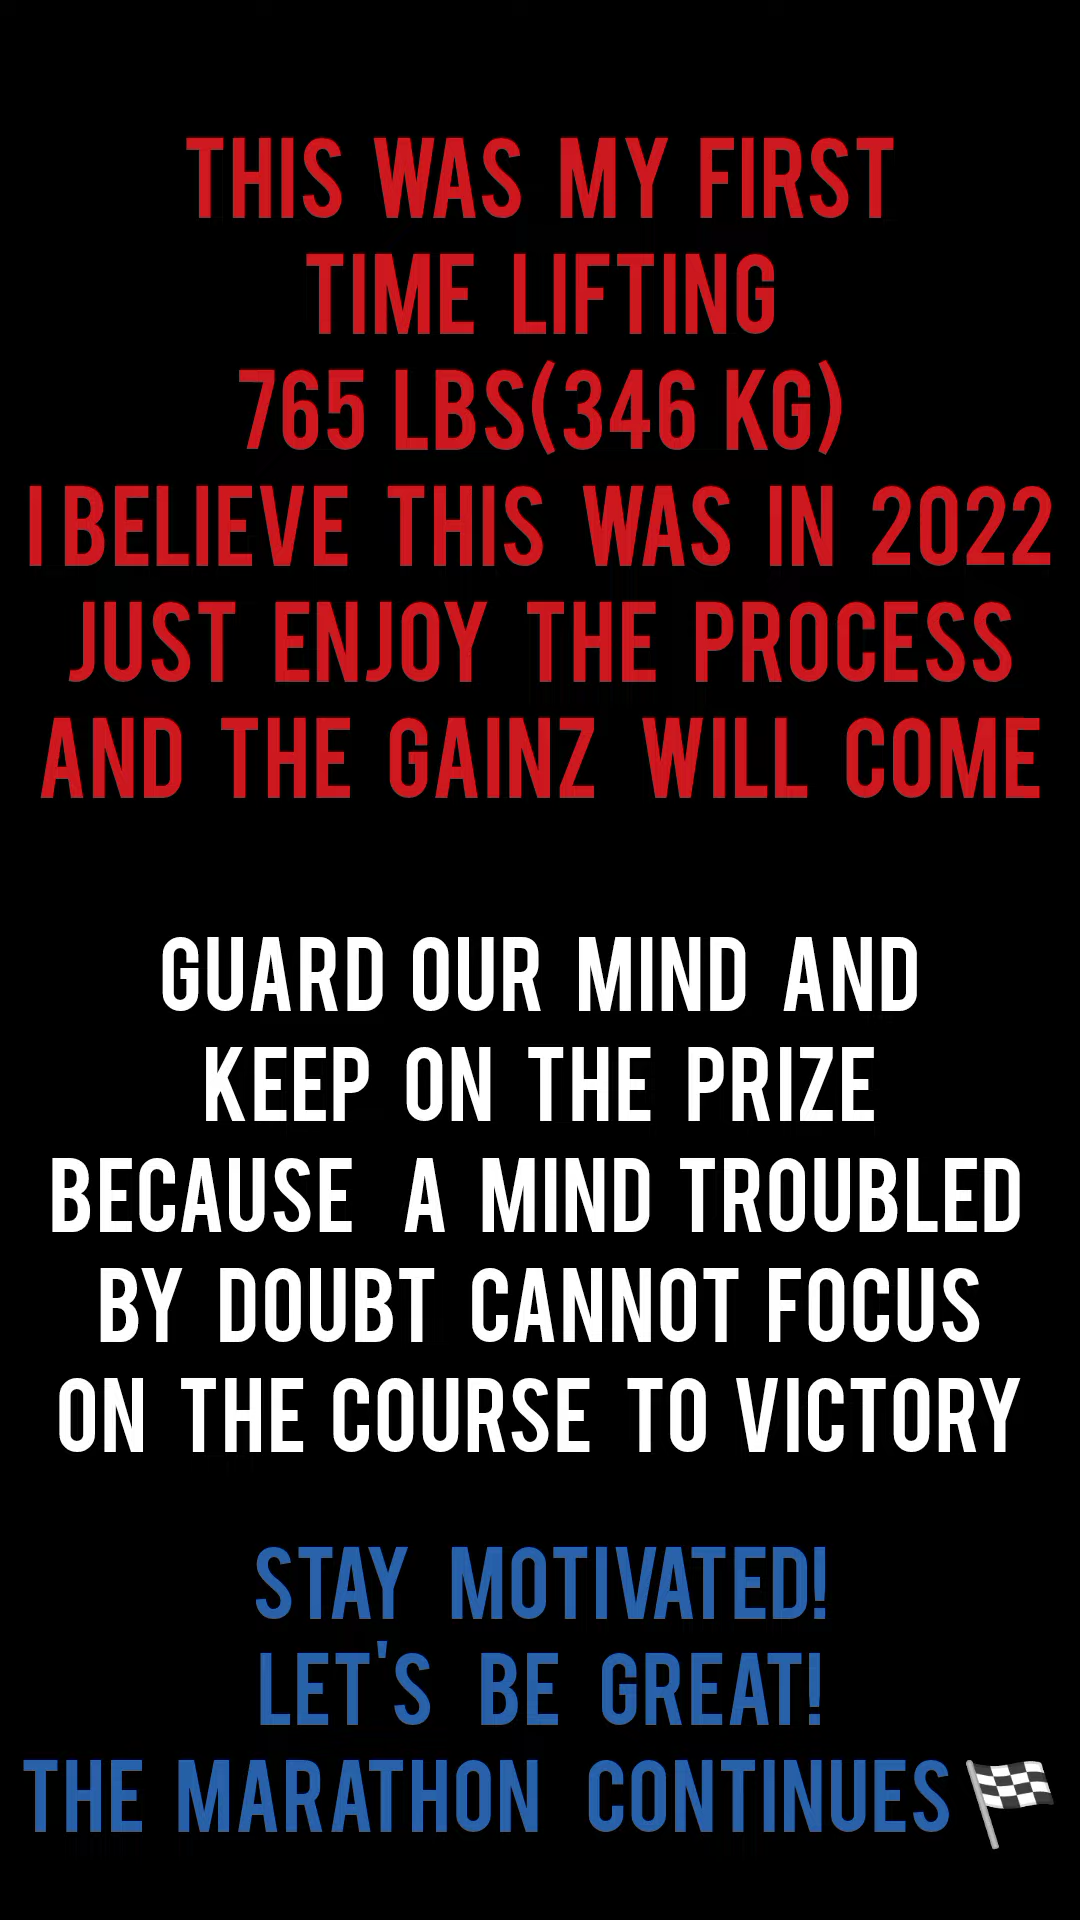 THIS WAS MY FIRST
TIME LIFTING
765 LBS(346 KG)
I BELIEVE THIS WAS IN 2022
JUST ENJOY THE PROCESS
AND THE GAINZ WILL COME
GUARD OUR MIND AND
KEEP ON THE PRIZE
BECAUSE A MIND TROUBLED
BY DOUBT CANNOT FOCUS
ON THE COURSE TO VICTORY
STAY MOTIVATED!
LET'S BE GREAT!
THE MARATHON CONTINUES🏁